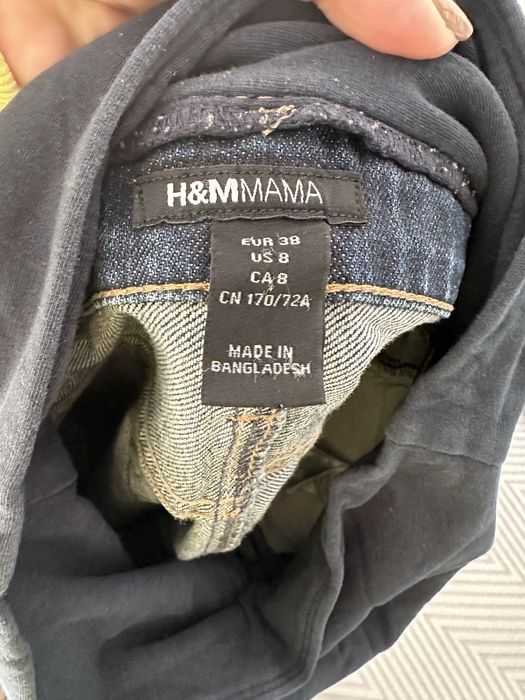 H&MMAMA
EUR 38
US 8
CA 8
CN 170/72A
MADE IN
BANGLADESH